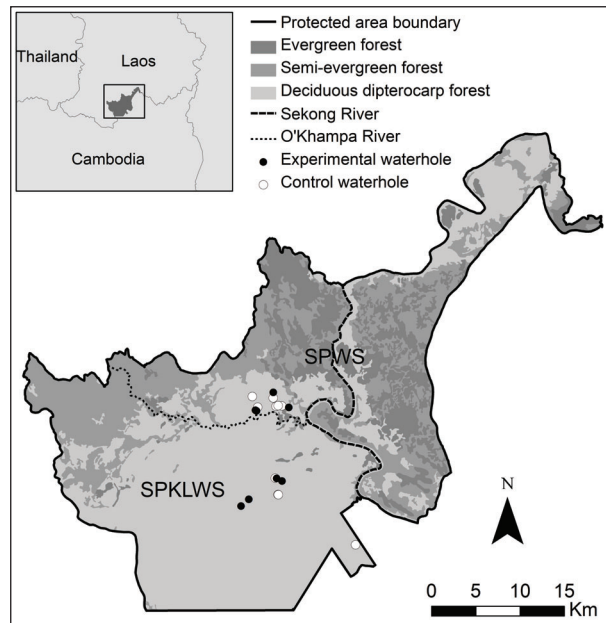 Thailand
Laos
Cambodia
Protected area boundary
Evergreen forest
Semi-evergreen forest
Deciduous dipterocarp forest
Sekong River
O'Khampa River
Experimental waterhole
Control waterhole
SPWS
SPKLWS
N
0 5 10 15
Km